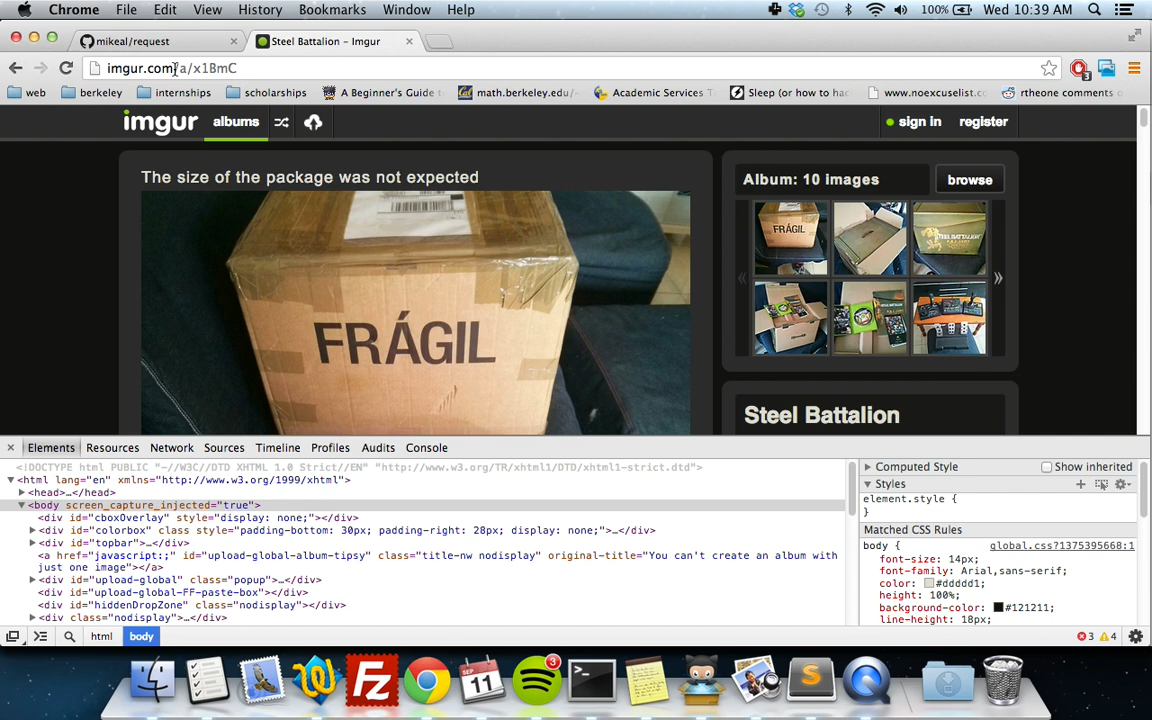 Chrome File Edit View History Bookmarks Window Help 100% Wed 10:39 AM
mikeal/request Steel Battalion – Imgur
imgur.com/a/x1BmC 3
web berkeley internships scholarships A Beginner's Guide math.berkeley.edu/~ Academic Services Sleep (or how to www.noexcuselist.co rtheone comments o
imgur albums sign in register
The size of the package was not expected
Album: 10 images browse
FRÁGIL
STEEL BATTALION
FRÁGIL
Steel Battalion
Elements Resources Network Sources Timeline Profiles Audits Console
<!DOCTYPE html PUBLIC "-//W3C//DTD XHTML 1.0 Strict//EN" "http://www.w3.org/TR/xhtml1/DTD/xhtml1-strict.dtd">
<html lang="en" xmlns="http://www.w3.org/1999/xhtml">
<head>…</head>
<body screen_capture_injected="true">
<div id="cboxOverlay" style="display: none;"></div>
<div id="colorbox" class style="padding-bottom: 30px; padding-right: 28px; display: none;">…</div>
<div id="topbar">…</div>
<a href="javascript:;" id="upload-global-album-tipsy" class="title-nw nodisplay" original-title="You can't create an album with
just one image"></a>
<div id="upload-global" class="popup">…</div>
<div id="upload-global-FF-paste-box"></div>
<div id="hiddenDropZone" class="nodisplay"></div>
<div class="nodisplay">…</div>
Computed Style Show inherited
Styles
element.style {
}
Matched CSS Rules
body { global.css?1375395668:1
font-size: 14px;
font-family: Arial,sans-serif;
color: #ddddd1;
height: 100%;
background-color: #121211;
line-height: 18px;
html body 3 4
SEP 11 3